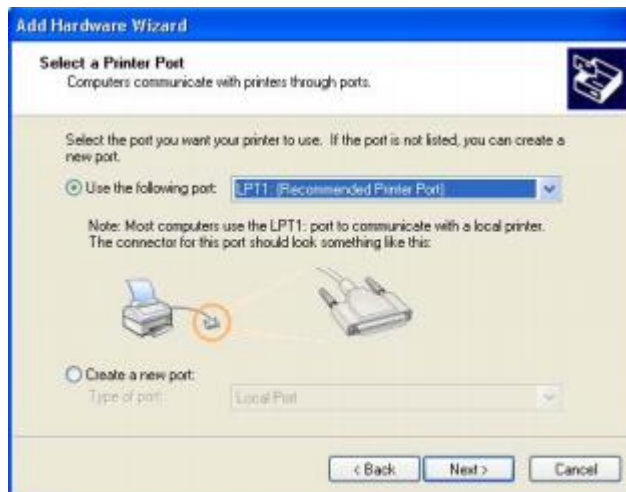 Add Hardware Wizard
Select a Printer Port
Computers communicate with printers through ports.
Select the port you want your printer to use. If the port is not listed, you can create a
new port.
Use the following port: LPT1: (Recommended Printer Port)
Note: Most computers use the LPT1: port to communicate with a local printer.
The connector for this port should look something like this:
Create a new port:
Type of port: Local Port
< Back Next > Cancel